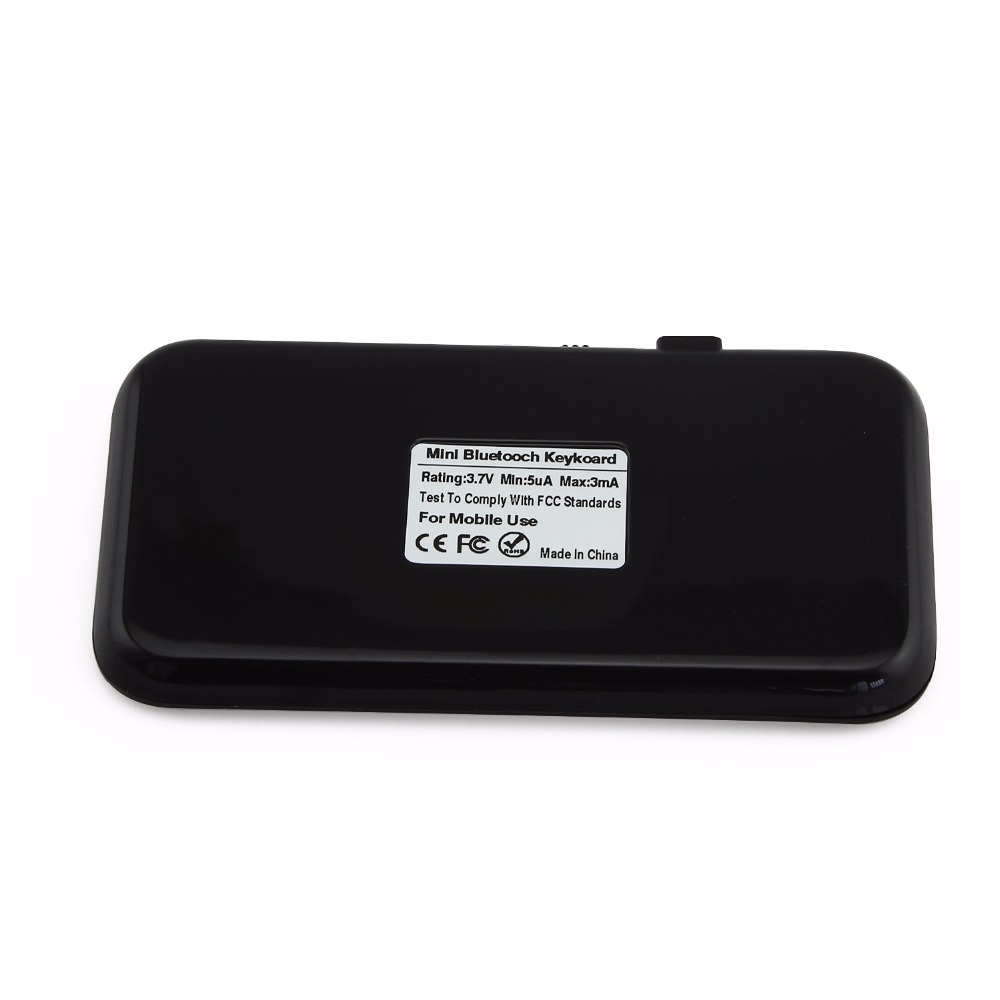 Mini Bluetooch Keykoard
Rating:3.7V Min:5uA Max:3mA
Test To Comply With FCC Standards
For Mobile Use
CE FC RoHS Made In China